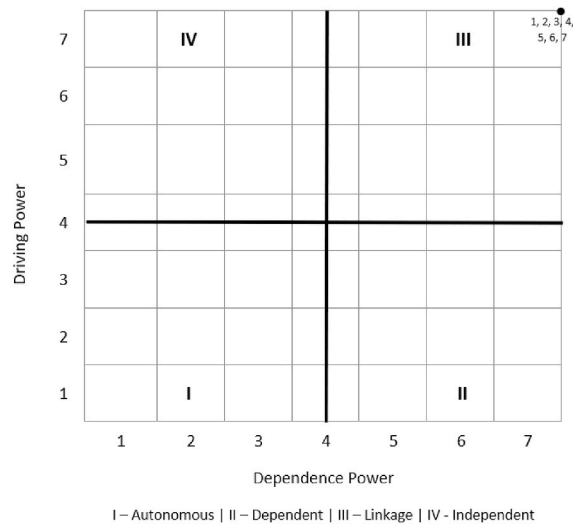 7
IV
III
1, 2, 3, 4,
5, 6, 7
6
5
Driving Power
4
3
2
1
I
II
1 2 3 4 5 6 7
Dependence Power
I – Autonomous | II – Dependent | III – Linkage | IV - Independent